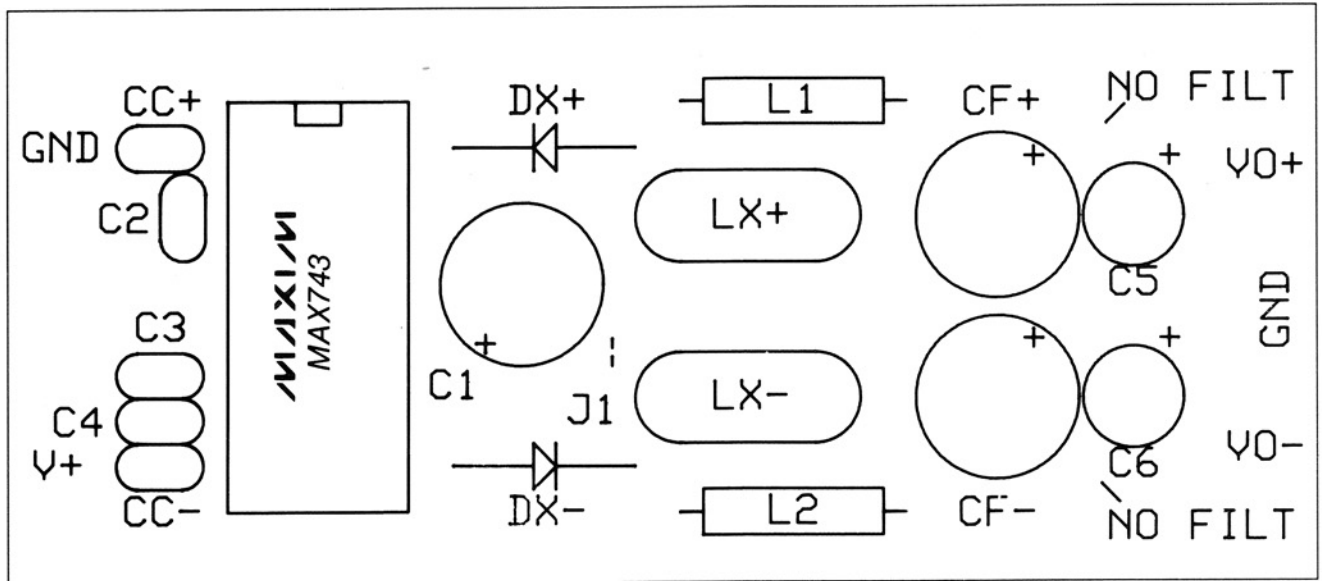 CC+
DX+
L1
CF+
NO FILT
GND
+
+
VO+
C2
LX+
MAXIM
MAX743
C5
GND
C3
+
+
+
C1
J1
LX-
C4
V+
VO-
C6
CC-
DX-
L2
CF-
NO FILT